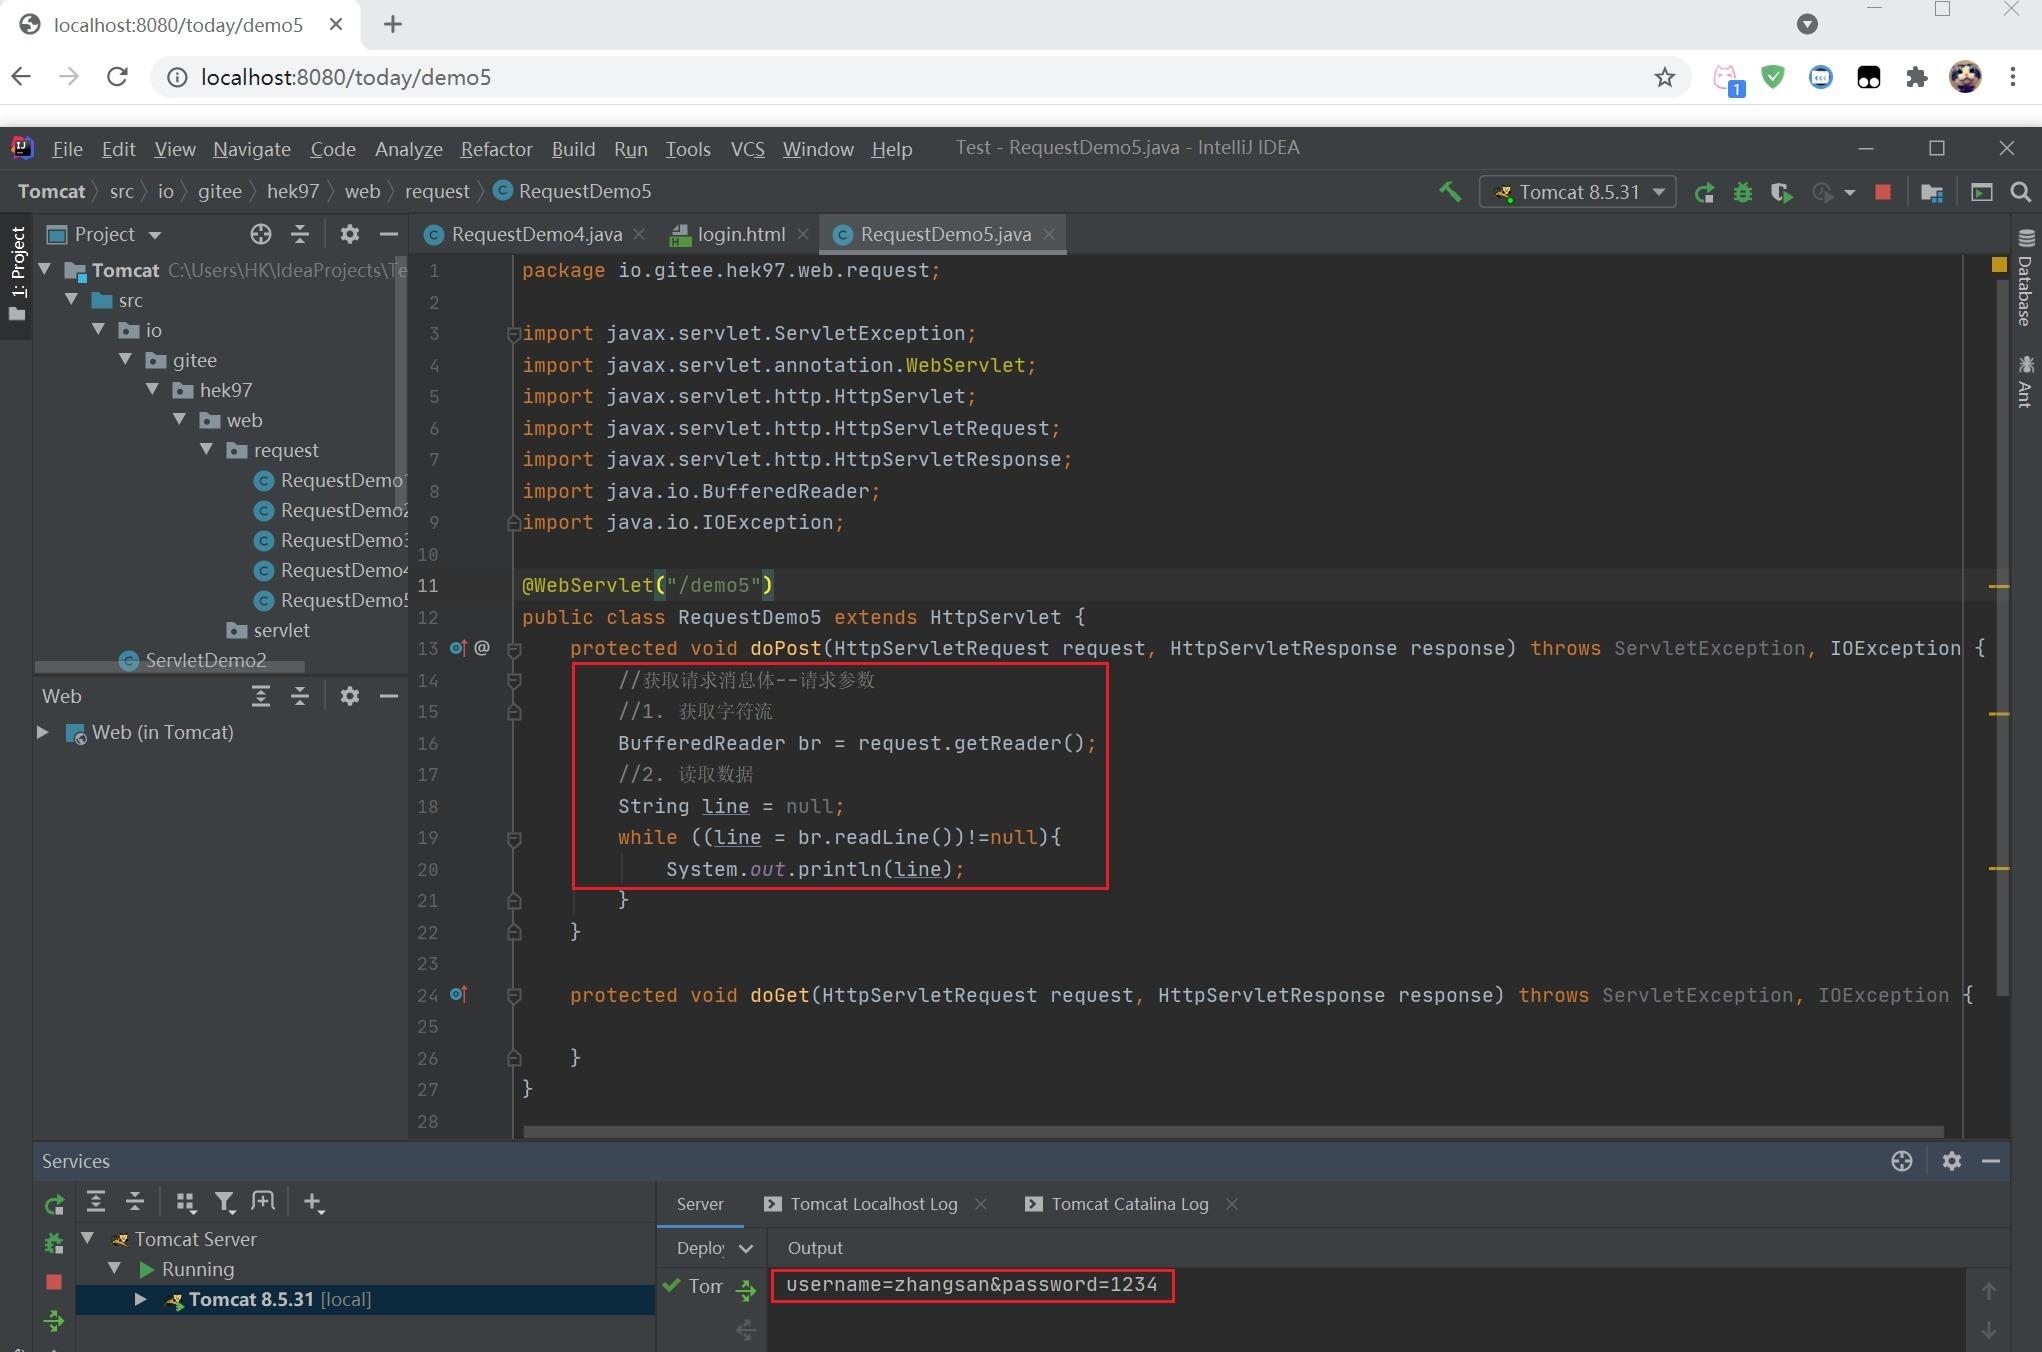 localhost:8080/today/demo5
localhost:8080/today/demo5
1
File Edit View Navigate Code Analyze Refactor Build Run Tools VCS Window Help Test - RequestDemo5.java - IntelliJ IDEA
Tomcat src io gitee hek97 web request RequestDemo5 Tomcat 8.5.31
1: Project
Project
Tomcat C:\Users\HK\IdeaProjects\Te
src
io
gitee
hek97
web
request
RequestDemo1
RequestDemo2
RequestDemo3
RequestDemo4
RequestDemo5
servlet
ServletDemo2
Web
Web (in Tomcat)
RequestDemo4.java login.html RequestDemo5.java
1 package io.gitee.hek97.web.request;
2
3 import javax.servlet.ServletException;
4 import javax.servlet.annotation.WebServlet;
5 import javax.servlet.http.HttpServlet;
6 import javax.servlet.http.HttpServletRequest;
7 import javax.servlet.http.HttpServletResponse;
8 import java.io.BufferedReader;
9 import java.io.IOException;
10
11 @WebServlet("/demo5")
12 public class RequestDemo5 extends HttpServlet {
13 @ protected void doPost(HttpServletRequest request, HttpServletResponse response) throws ServletException, IOException {
14 //获取请求消息体--请求参数
15 //1. 获取字符流
16 BufferedReader br = request.getReader();
17 //2. 读取数据
18 String line = null;
19 while ((line = br.readLine())!=null){
20 System.out.println(line);
21 }
22 }
23
24 protected void doGet(HttpServletRequest request, HttpServletResponse response) throws ServletException, IOException {
25
26 }
27 }
28
Database
Ant
Services
Tomcat Server
Running
Tomcat 8.5.31 [local]
Server Tomcat Localhost Log Tomcat Catalina Log
Deploy Output
Tom username=zhangsan&password=1234